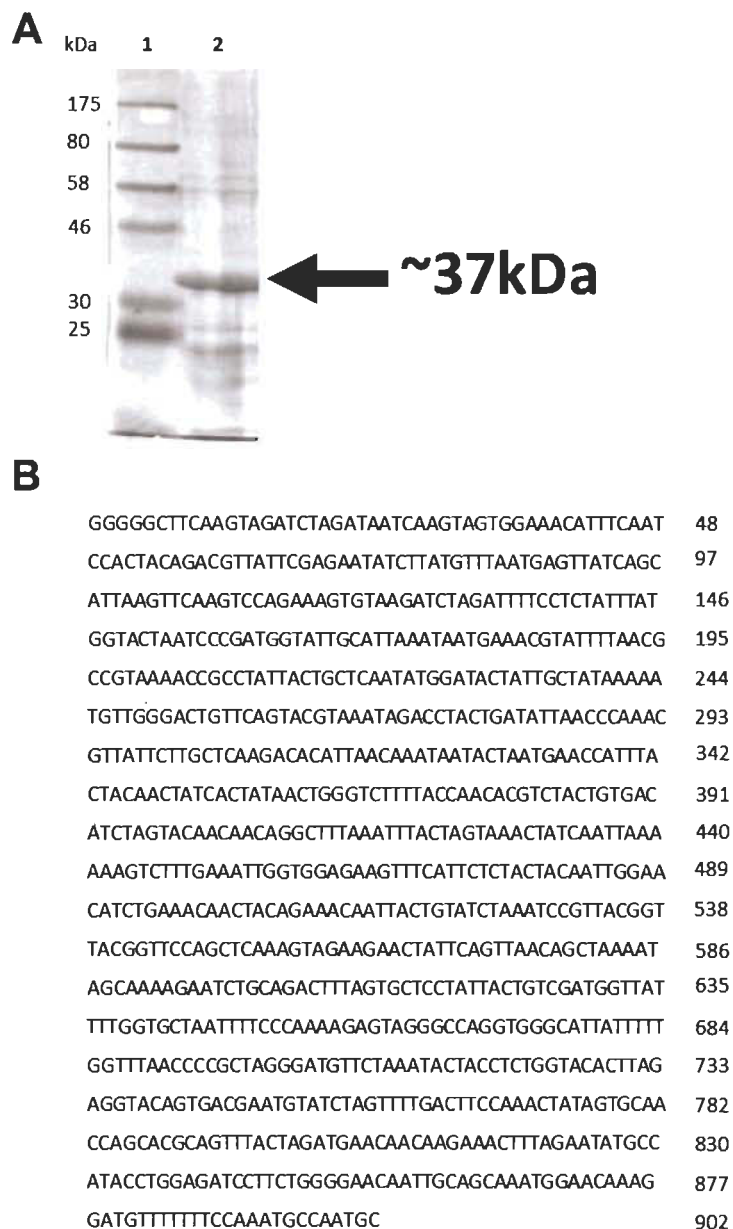 A
kDa 1 2
175
80
58
46
30
25
~37kDa
B
GGGGGCTTCAAGTAGATCTAGATAATCAAGTAGTGGAAACATTTCAAT 48
CCACTACAGACGTTATTCGAGAATATCTTATGTTTAATGAGTTATCAGC 97
ATTAAGTTCAAGTCCAGAAAGTGTAAGATCTAGATTTTCCTCTATTTAT 146
GGTACTAATCCCGATGGTATTGCATTAAATAATGAAACGTATTTTAACG 195
CCGTAAAACCGCCTATTACTGCTCAATATGGATACTATTGCTATAAAAA 244
TGTTGGGACTGTTCAGTACGTAAATAGACCTACTGATATTAACCCAAAC 293
GTTATTCTTGCTCAAGACACATTAACAAATAATACTAATGAACCATTTA 342
CTACAACTATCACTATAACTGGGTCTTTTACCAACACGTCTACTGTGAC 391
ATCTAGTACAACAACAGGCTTTAAATTTACTAGTAAACTATCAATTAAA 440
AAAGTCTTTGAAATTGGTGGAGAAGTTTCATTCTCTACTACAATTGGAA 489
CATCTGAAACAACTACAGAAACAATTACTGTATCTAAATCCGTTACGGT 538
TACGGTTCCAGCTCAAAGTAGAAGAACTATTCAGTTAACAGCTAAAAT 586
AGCAAAAGAATCTGCAGACTTTAGTGCTCCTATTACTGTCGATGGTTAT 635
TTTGGTGCTAATTTTCCCAAAAGAGTAGGGCCAGGTGGGCATTATTTTT 684
GGTTTAACCCCGCTAGGGATGTTCTAAATACTACCTCTGGTACACTTAG 733
AGGTACAGTGACGAATGTATCTAGTTTTGACTTCCAAACTATAGTGCAA 782
CCAGCACGCAGTTTACTAGATGAACAACAAGAAACTTTAGAATATGCC 830
ATACCTGGAGATCCTTCTGGGGAACAATTGCAGCAAATGGAACAAAG 877
GATGTTTTTTTCCAAATGCCAATGC 902